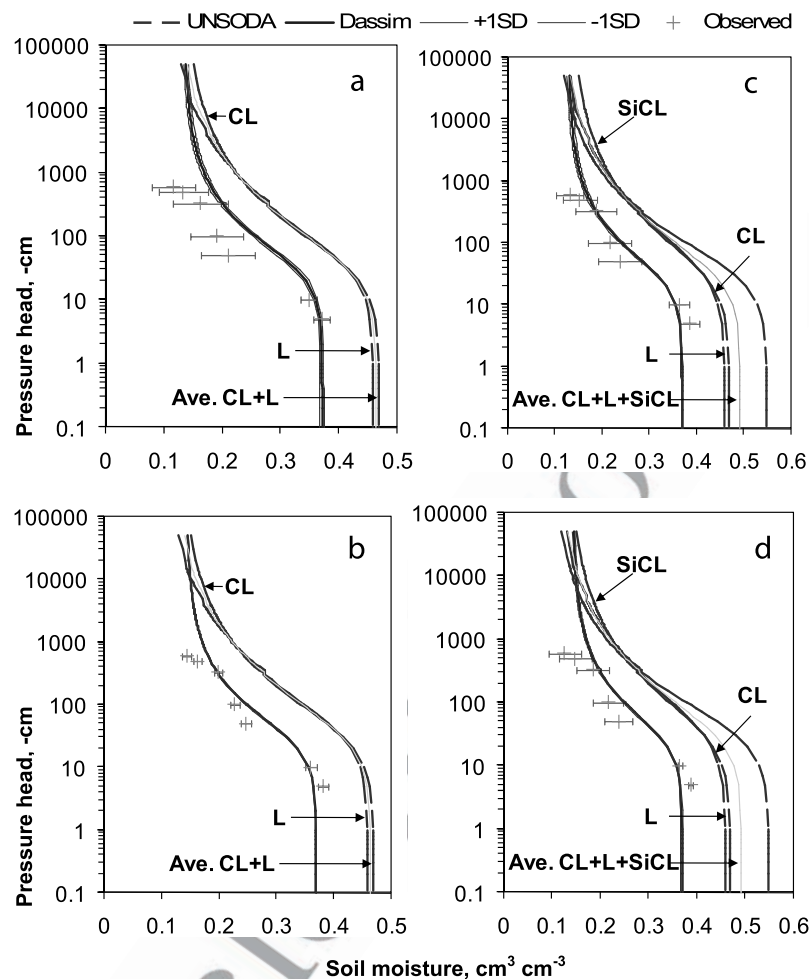 UNSODA Dassim +1SD -1SD Observed
a
100000
10000
1000
100
10
1
0.1
CL
L
Ave. CL+L
0 0.1 0.2 0.3 0.4 0.5
Pressure head, -cm
c
100000
10000
1000
100
10
1
0.1
SiCL
CL
L
Ave. CL+L+SiCL
0 0.1 0.2 0.3 0.4 0.5 0.6
b
100000
10000
1000
100
10
1
0.1
CL
L
Ave. CL+L
0 0.1 0.2 0.3 0.4 0.5
Pressure head, -cm
d
100000
10000
1000
100
10
1
0.1
SiCL
CL
L
Ave. CL+L+SiCL
0 0.1 0.2 0.3 0.4 0.5 0.6
Soil moisture, cm³ cm⁻³